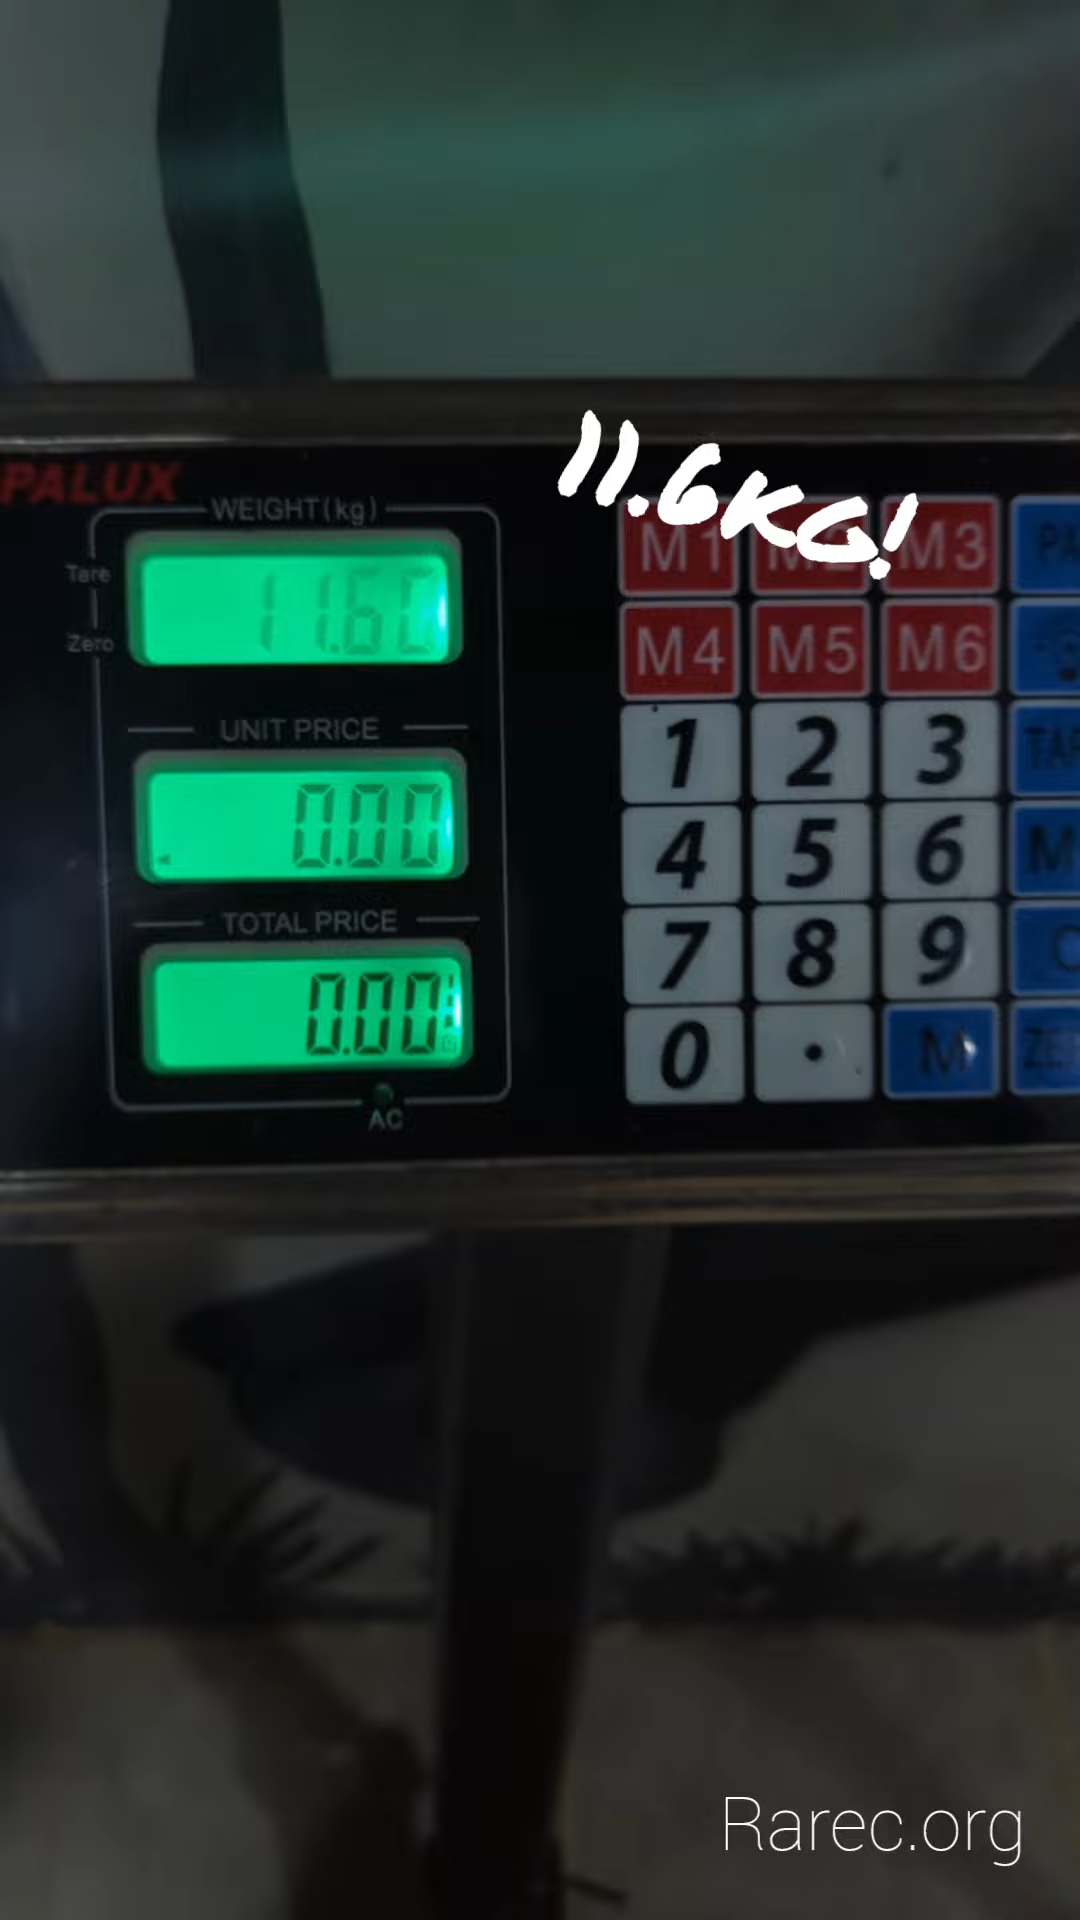 11.6KG!
PALUX
WEIGHT(kg)
Tare
11.60
Zero
UNIT PRICE
0.00
TOTAL PRICE
0.00
AC
M1 M2 M3
M4 M5 M6
1 2 3
4 5 6
7 8 9
0 . M
Rarec.org